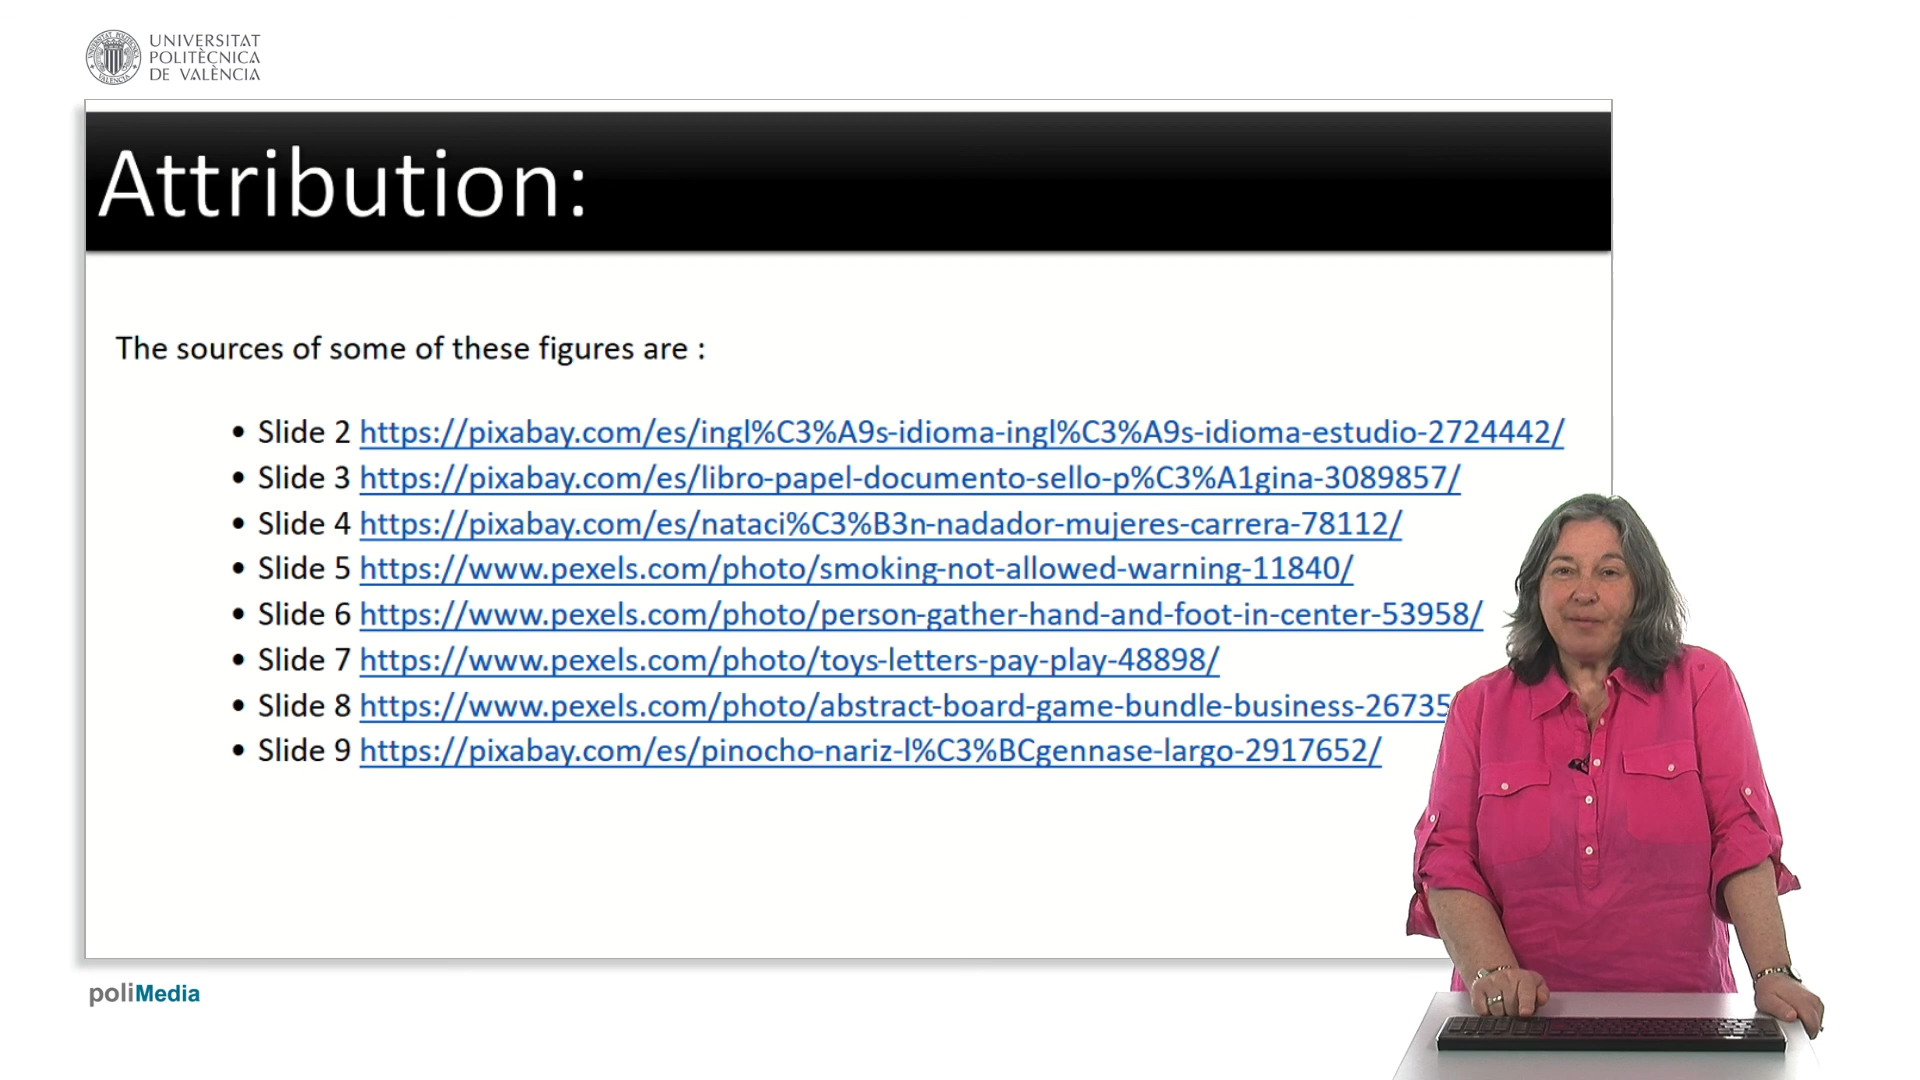 UNIVERSITAT
POLITÈCNICA
DE VALÈNCIA
Attribution:
The sources of some of these figures are :
• Slide 2 https://pixabay.com/es/ingl%C3%A9s-idioma-ingl%C3%A9s-idioma-estudio-2724442/
• Slide 3 https://pixabay.com/es/libro-papel-documento-sello-p%C3%A1gina-3089857/
• Slide 4 https://pixabay.com/es/nataci%C3%B3n-nadador-mujeres-carrera-78112/
• Slide 5 https://www.pexels.com/photo/smoking-not-allowed-warning-11840/
• Slide 6 https://www.pexels.com/photo/person-gather-hand-and-foot-in-center-53958/
• Slide 7 https://www.pexels.com/photo/toys-letters-pay-play-48898/
• Slide 8 https://www.pexels.com/photo/abstract-board-game-bundle-business-26735
• Slide 9 https://pixabay.com/es/pinocho-nariz-l%C3%BCgennase-largo-2917652/
poliMedia